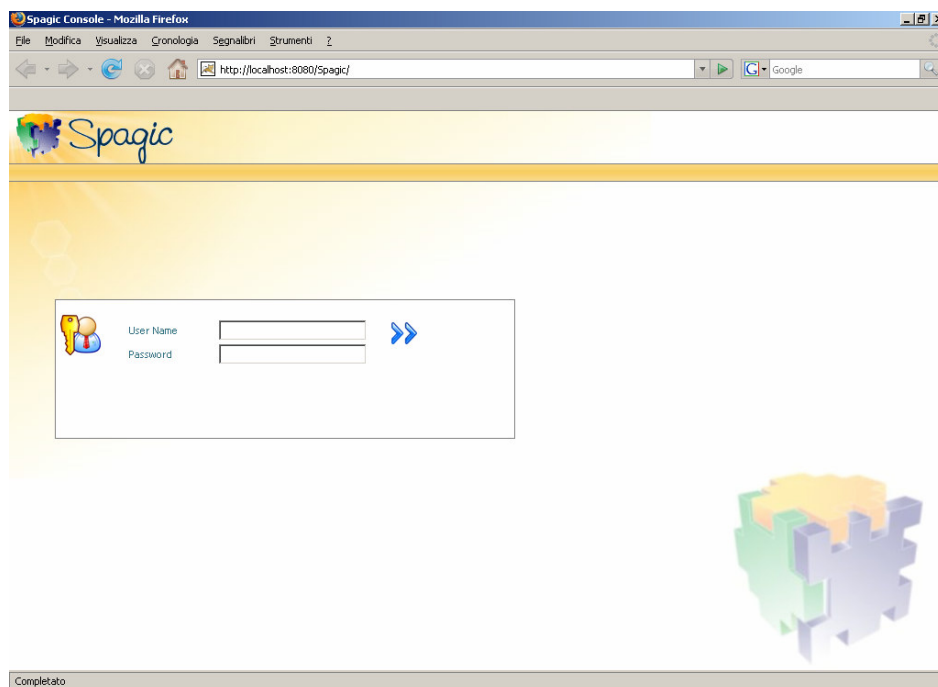 Spagic Console - Mozilla Firefox
File Modifica Visualizza Cronologia Segnalibri Strumenti ?
http://localhost:8080/Spagic/ Google
Spagic
User Name
Password
Completato